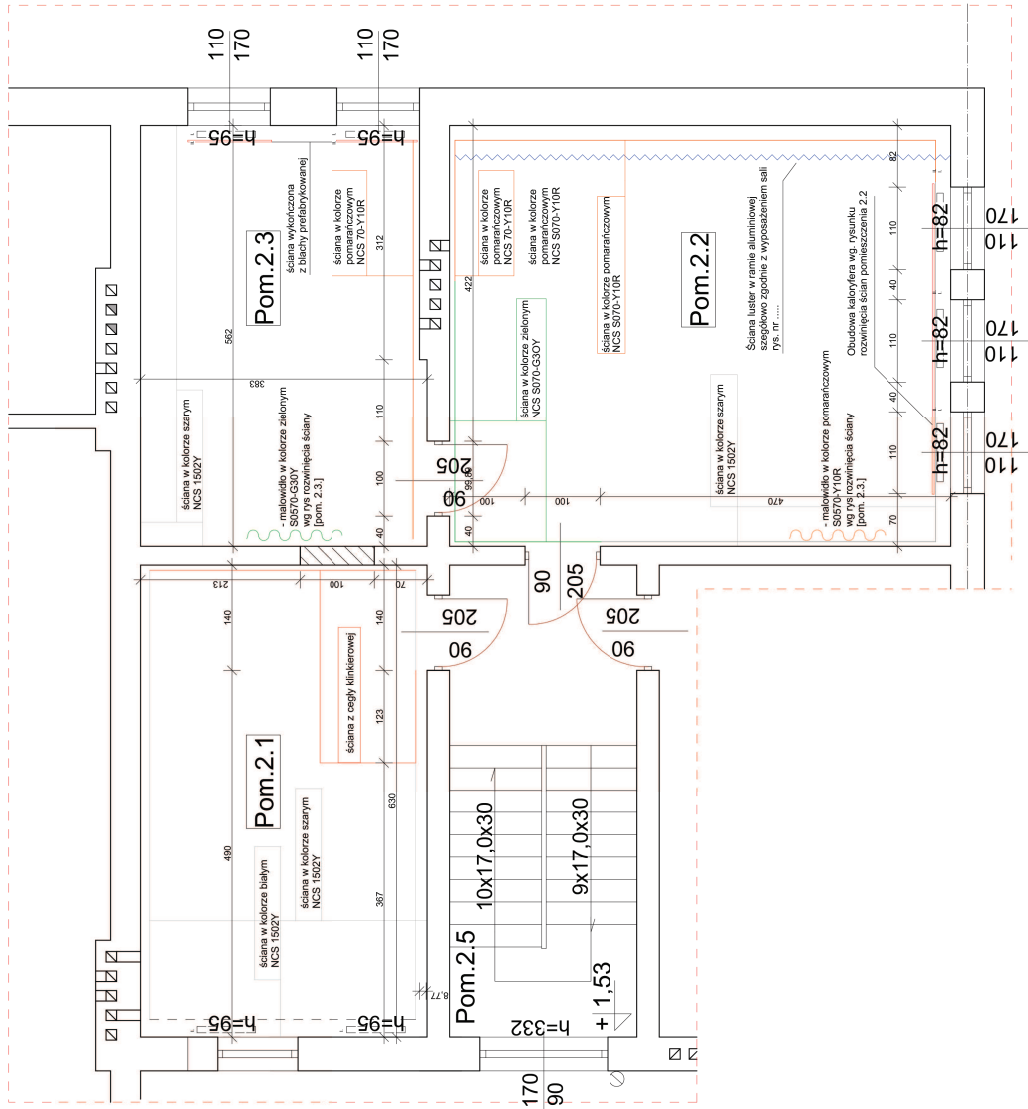 110
170
110
170
h=95
h=95
Pom.2.3
ściana wykończona
z blachy prefabrykowanej
ściana w kolorze
pomarańczowym
NCS 70-Y10R
312
562
383
110
100
40
ściana w kolorze szarym
NCS 1502Y
- malowidło w kolorze zielonym
S0570-G30Y
wg rys rozwinięcia ściany
[pom. 2.3.]
ściana w kolorze
pomarańczowym
NCS 70-Y10R
ściana w kolorze
pomarańczowym
NCS S070-Y10R
ściana w kolorze pomarańczowym
NCS S070-Y10R
422
ściana w kolorze zielonym
NCS S070-G3OY
Pom.2.2
Ściana luster w ramie aluminiowej
szegółowo zgodnie z wyposażeniem sali
rys. nr .....
Obudowa kaloryfera wg. rysunku
rozwinięcia ścian pomieszczenia 2.2
ściana w kolorze szarym
NCS 1502Y
- malowidło w kolorze pomarańczowym
S0570-Y10R
wg rys rozwinięcia ściany
[pom. 2.3.]
82
110
40
110
40
110
70
h=82
h=82
h=82
170
110
170
110
170
110
205
90
99,89
40
100
100
470
90
205
205
90
205
90
213
100
70
140
140
ściana z cegły klinkierowej
123
Pom.2.1
490
630
367
ściana w kolorze szarym
NCS 1502Y
ściana w kolorze białym
NCS 1502Y
8,77
h=95
h=95
Pom.2.5
10x17,0x30
9x17,0x30
+ 1,53
h=332
170
90